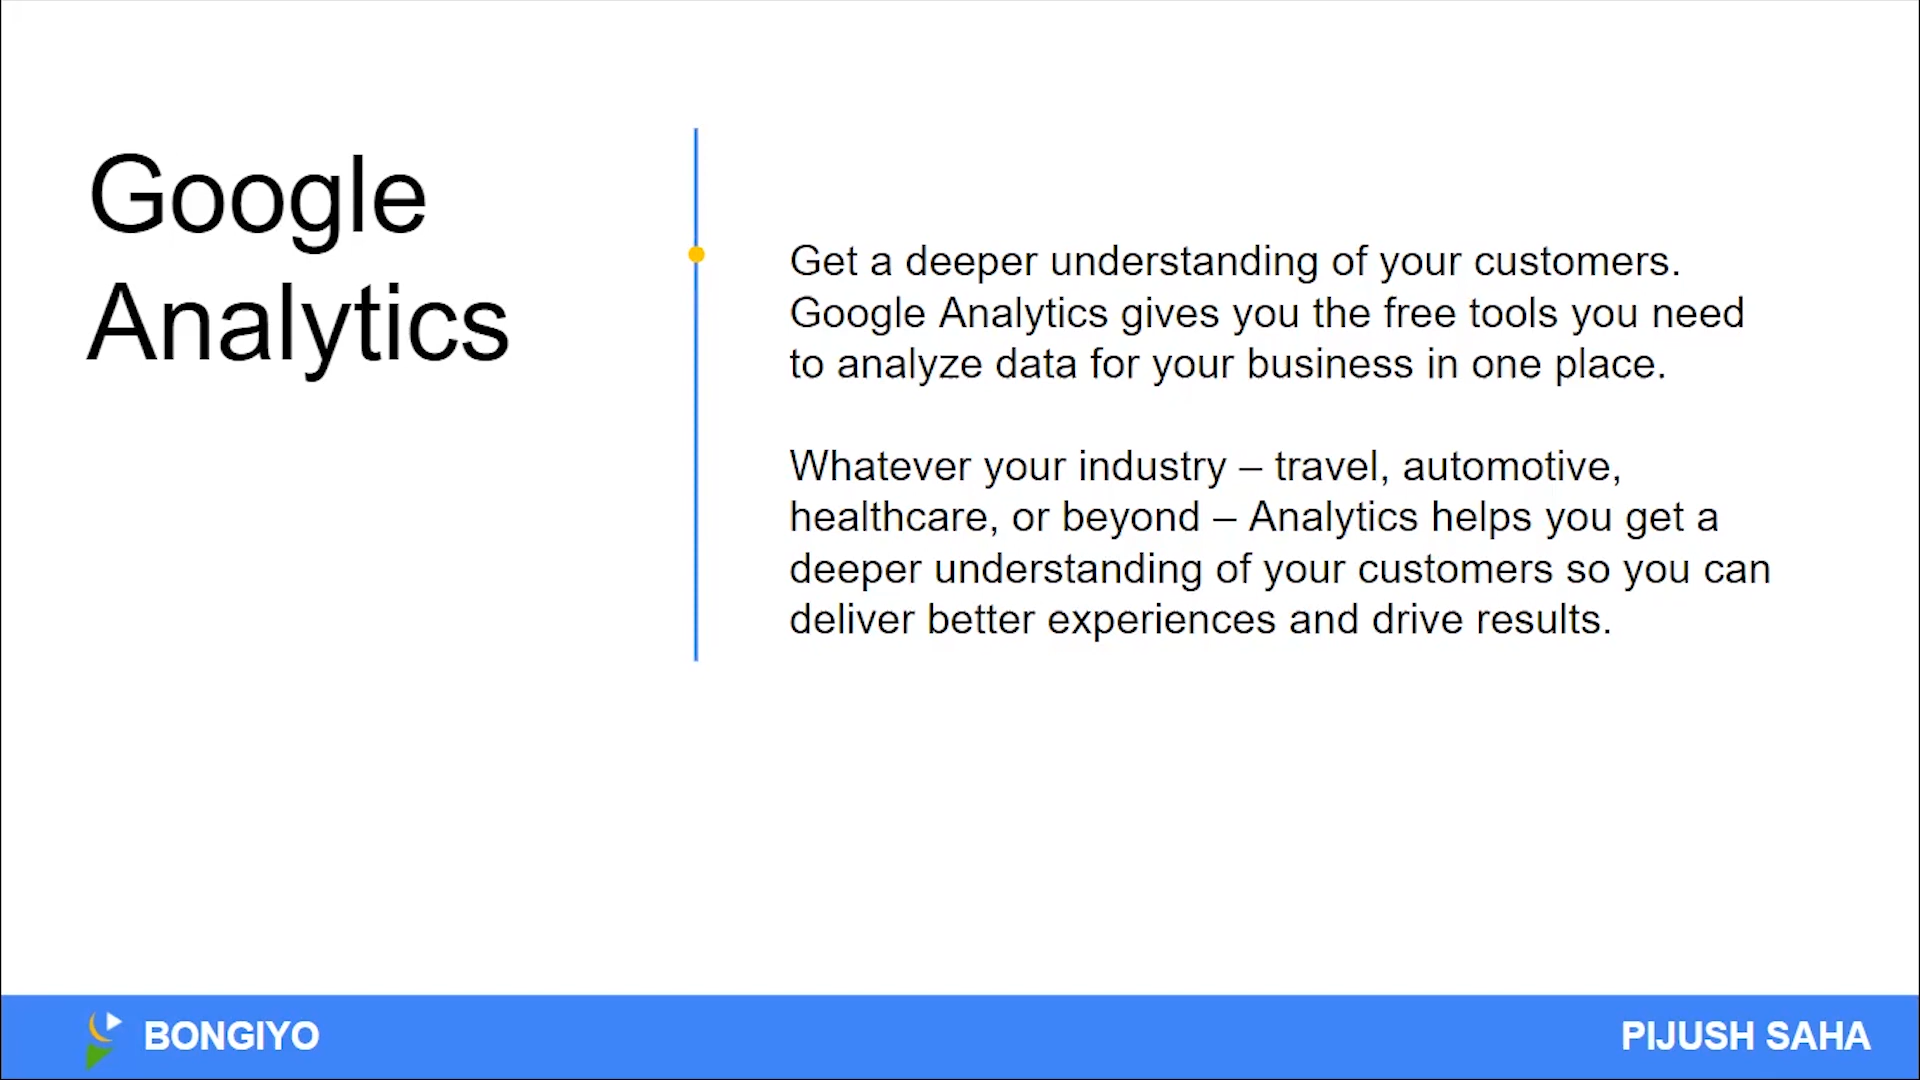 Google
Analytics
Get a deeper understanding of your customers.
Google Analytics gives you the free tools you need
to analyze data for your business in one place.
Whatever your industry – travel, automotive,
healthcare, or beyond – Analytics helps you get a
deeper understanding of your customers so you can
deliver better experiences and drive results.
BONGIYO
PIJUSH SAHA